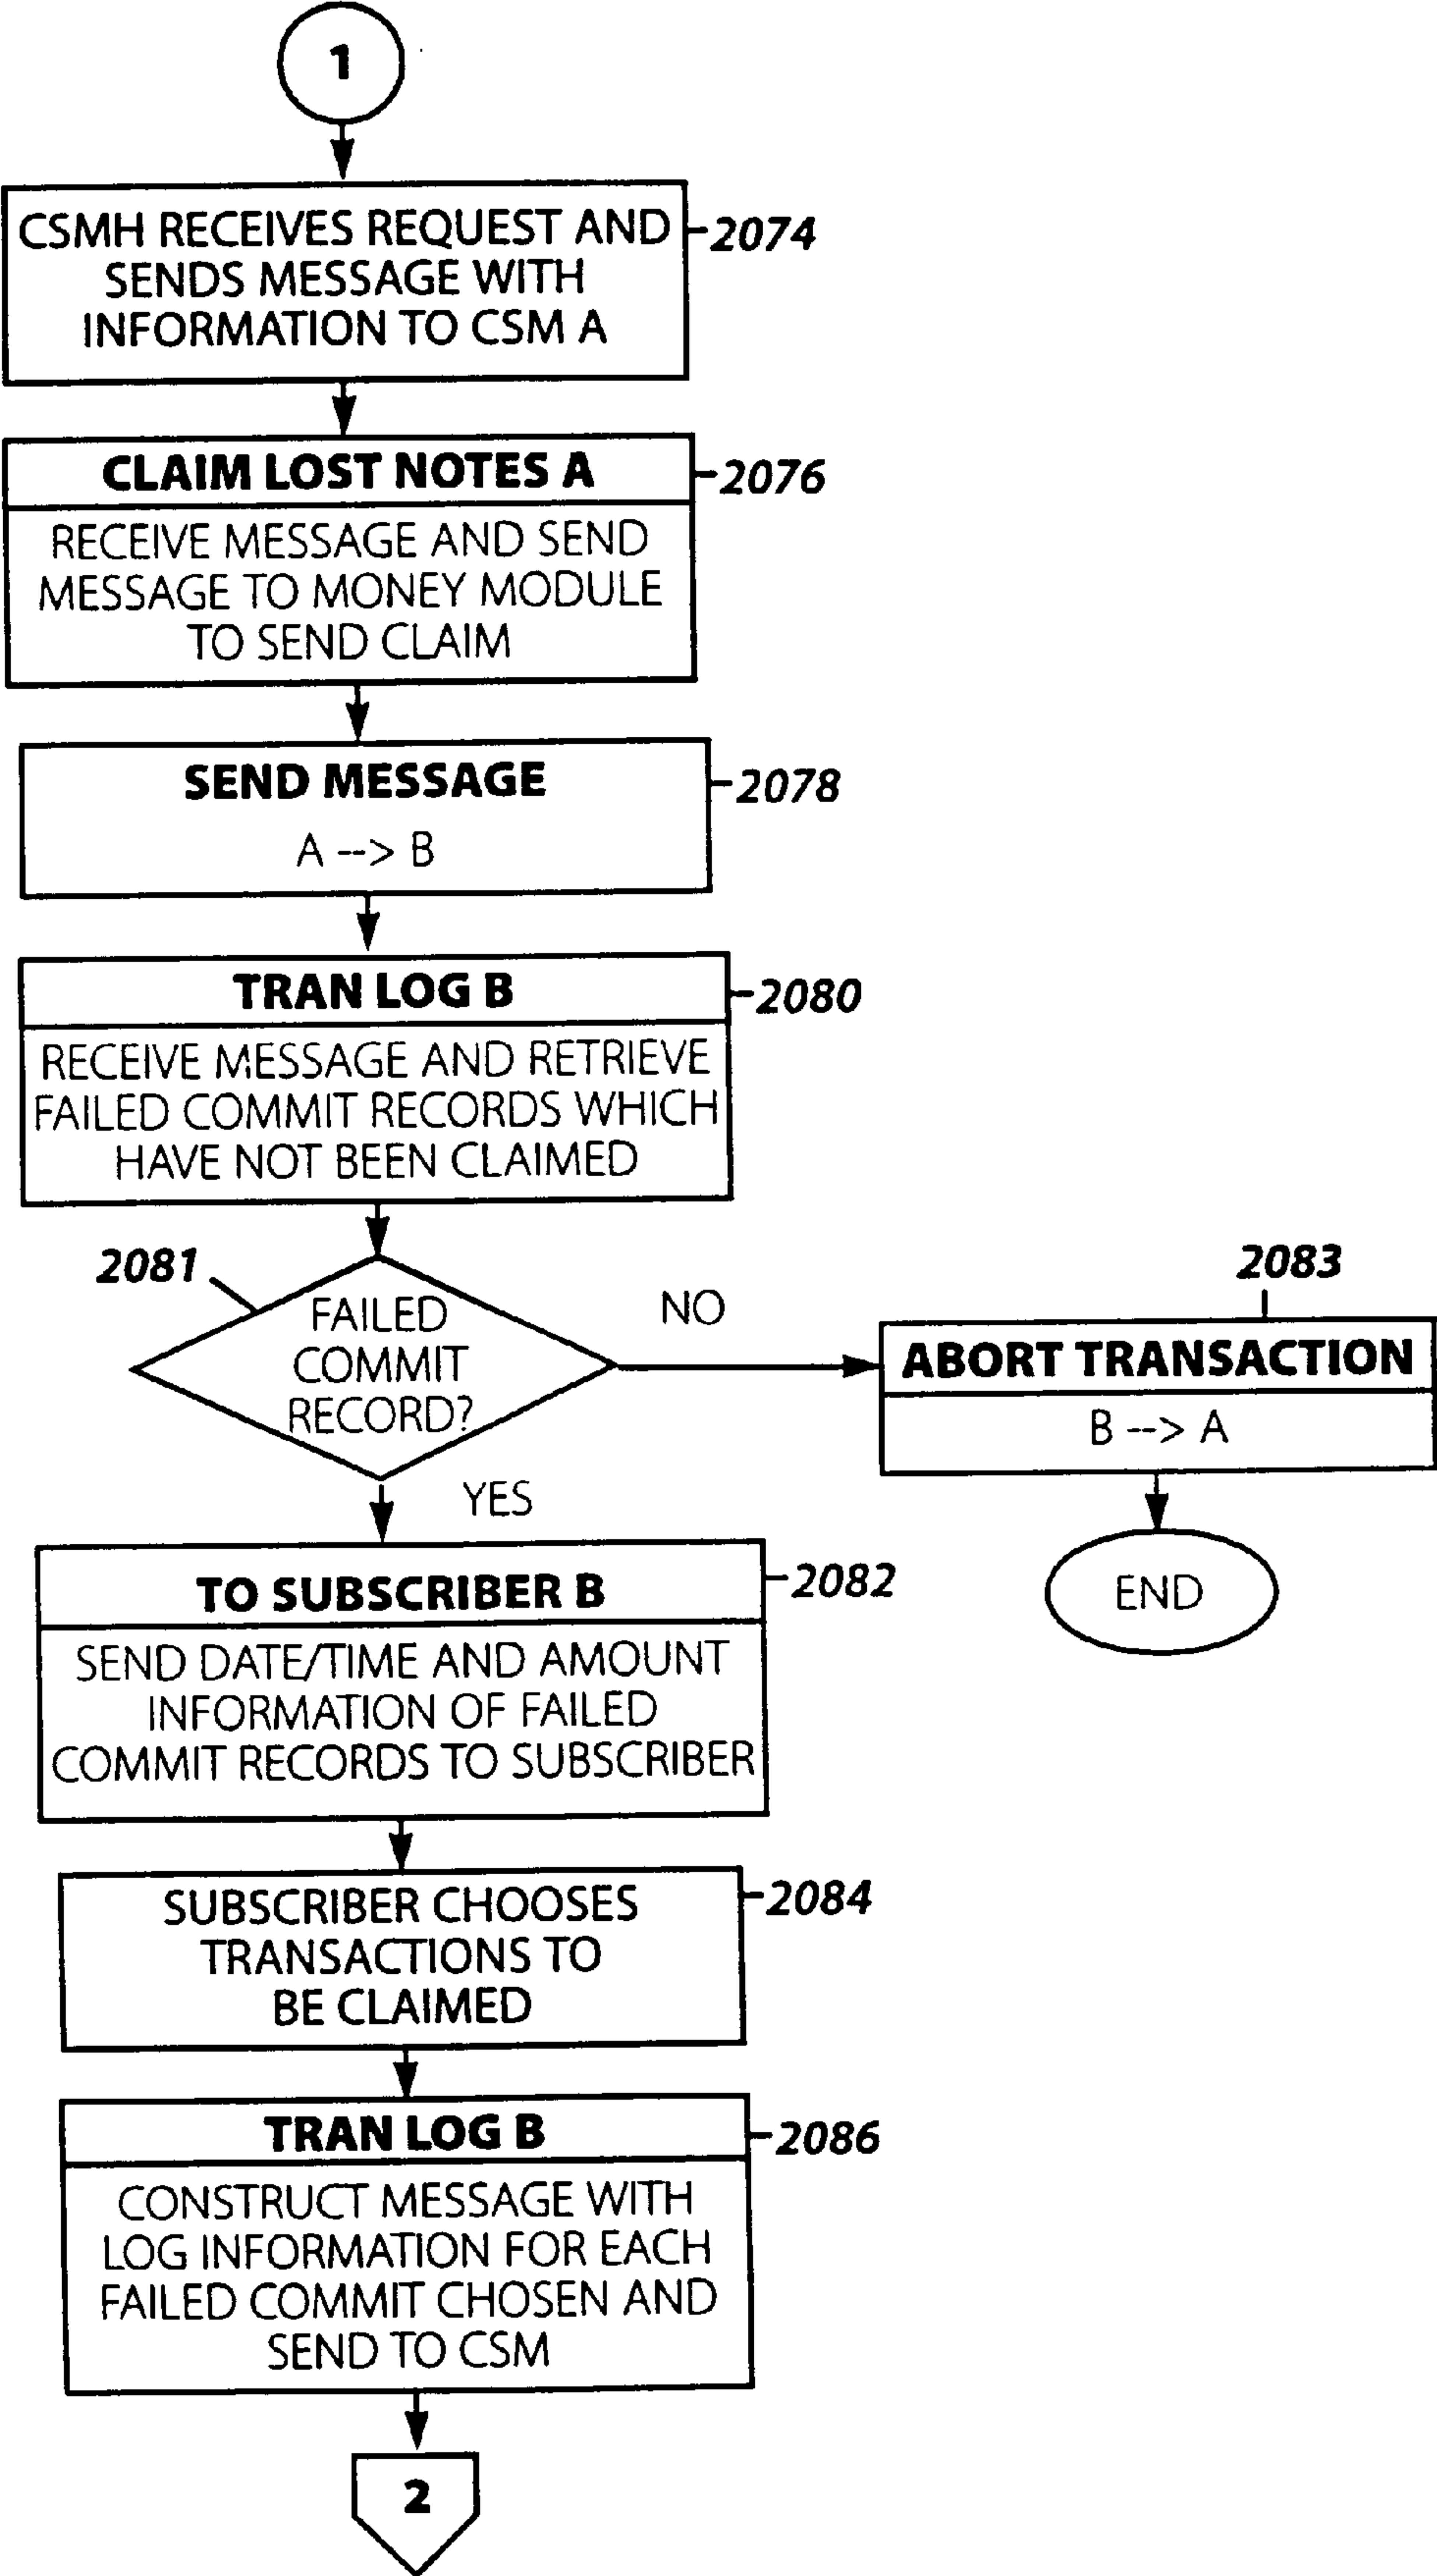 1
CSMH RECEIVES REQUEST AND
SENDS MESSAGE WITH
INFORMATION TO CSM A
2074
CLAIM LOST NOTES A
2076
RECEIVE MESSAGE AND SEND
MESSAGE TO MONEY MODULE
TO SEND CLAIM
SEND MESSAGE
2078
A --> B
TRAN LOG B
2080
RECEIVE MESSAGE AND RETRIEVE
FAILED COMMIT RECORDS WHICH
HAVE NOT BEEN CLAIMED
2081
FAILED
COMMIT
RECORD?
NO
2083
ABORT TRANSACTION
B --> A
END
YES
TO SUBSCRIBER B
2082
SEND DATE/TIME AND AMOUNT
INFORMATION OF FAILED
COMMIT RECORDS TO SUBSCRIBER
SUBSCRIBER CHOOSES
TRANSACTIONS TO
BE CLAIMED
2084
TRAN LOG B
2086
CONSTRUCT MESSAGE WITH
LOG INFORMATION FOR EACH
FAILED COMMIT CHOSEN AND
SEND TO CSM
2